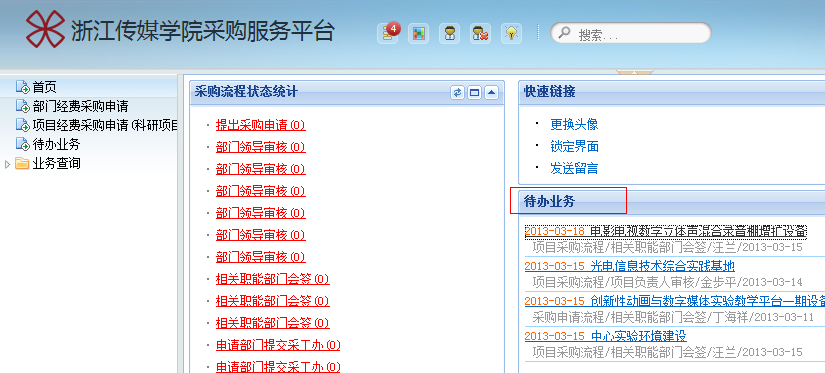 浙江传媒学院采购服务平台
4
搜索...
首页
部门经费采购申请
项目经费采购申请(科研项目
待办业务
业务查询
采购流程状态统计
提出采购申请(0)
部门领导审核(0)
部门领导审核(0)
部门领导审核(0)
部门领导审核(0)
部门领导审核(0)
部门领导审核(0)
相关职能部门会签(0)
相关职能部门会签(0)
相关职能部门会签(0)
申请部门提交采工办(0)
申请部门提交采工办(0)
快速链接
更换头像
锁定界面
发送留言
待办业务
2013-03-18 电影电视数字立体声混合录音棚增扩设备
项目采购流程/相关职能部门会签/汪兰/2013-03-15
2013-03-15 光电信息技术综合实践基地
项目采购流程/项目负责人审核/金步平/2013-03-14
2013-03-15 创新性动画与数字媒体实验教学平台一期设备
采购申请流程/相关职能部门会签/丁海祥/2013-03-11
2013-03-15 中心实验环境建设
项目采购流程/相关职能部门会签/汪兰/2013-03-15